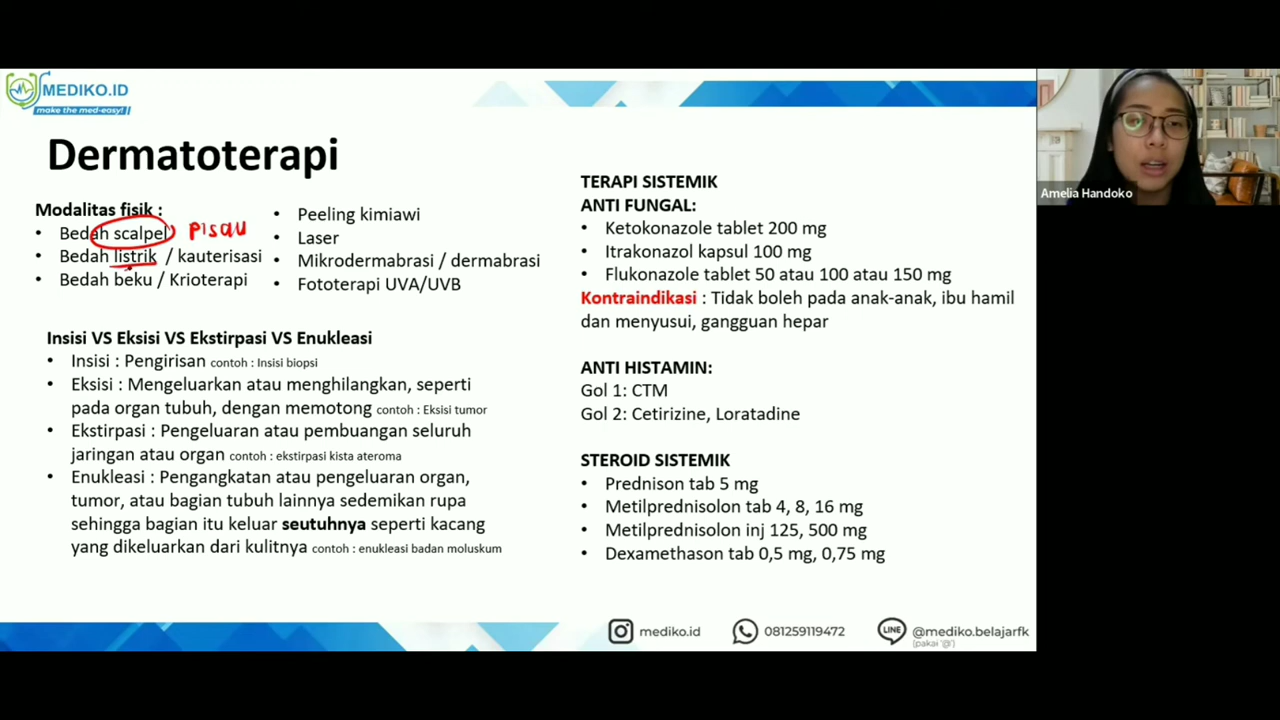 MEDIKO.ID
make the med-easy!
Dermatoterapi
Modalitas fisik :
• Bedah scalpel pisau
• Bedah listrik / kauterisasi
• Bedah beku / Krioterapi
• Peeling kimiawi
• Laser
• Mikrodermabrasi / dermabrasi
• Fototerapi UVA/UVB
Insisi VS Eksisi VS Ekstirpasi VS Enukleasi
• Insisi : Pengirisan contoh : Insisi biopsi
• Eksisi : Mengeluarkan atau menghilangkan, seperti
pada organ tubuh, dengan memotong contoh : Eksisi tumor
• Ekstirpasi : Pengeluaran atau pembuangan seluruh
jaringan atau organ contoh : ekstirpasi kista ateroma
• Enukleasi : Pengangkatan atau pengeluaran organ,
tumor, atau bagian tubuh lainnya sedemikan rupa
sehingga bagian itu keluar seutuhnya seperti kacang
yang dikeluarkan dari kulitnya contoh : enukleasi badan moluskum
TERAPI SISTEMIK
ANTI FUNGAL:
• Ketokonazole tablet 200 mg
• Itrakonazol kapsul 100 mg
• Flukonazole tablet 50 atau 100 atau 150 mg
Kontraindikasi : Tidak boleh pada anak-anak, ibu hamil
dan menyusui, gangguan hepar
ANTI HISTAMIN:
Gol 1: CTM
Gol 2: Cetirizine, Loratadine
STEROID SISTEMIK
• Prednison tab 5 mg
• Metilprednisolon tab 4, 8, 16 mg
• Metilprednisolon inj 125, 500 mg
• Dexamethason tab 0,5 mg, 0,75 mg
mediko.id
081259119472
LINE
@mediko.belajarfk
(pakai '@')
Amelia Handoko